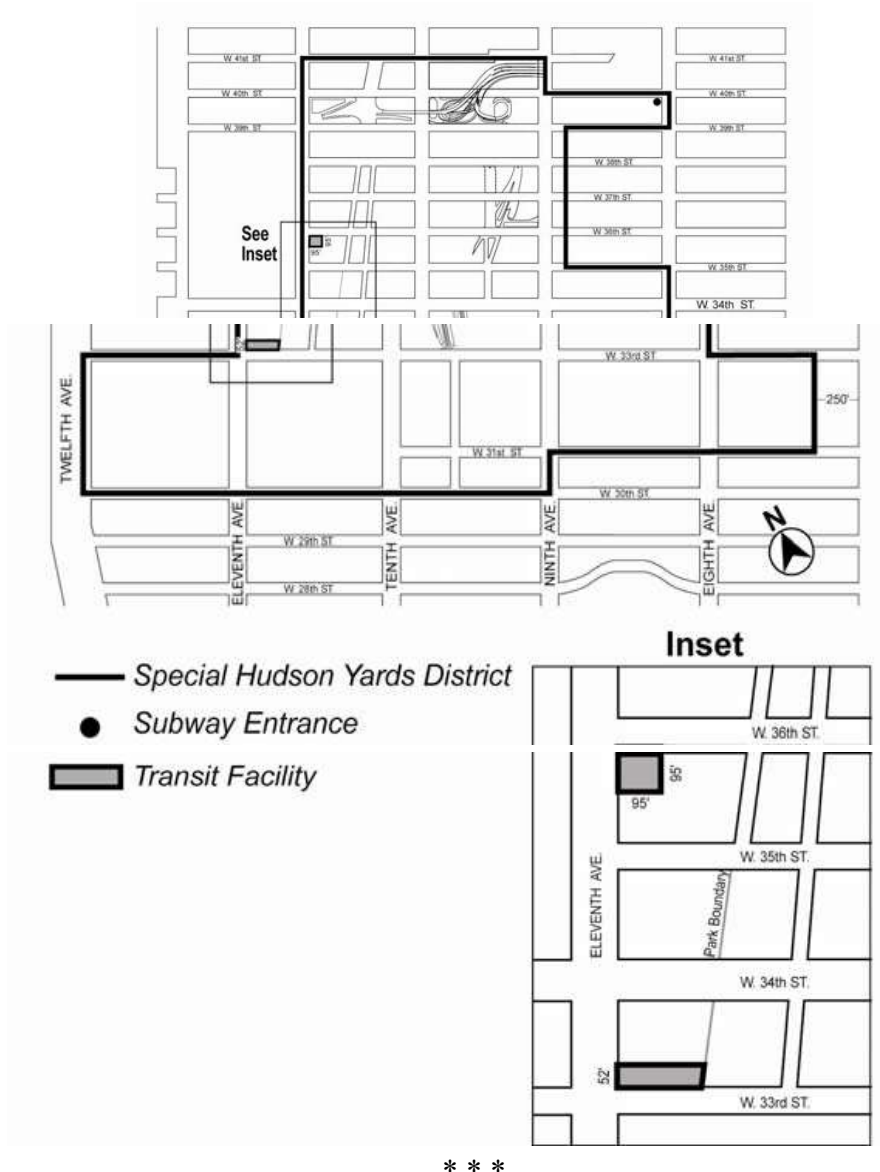 W. 41st ST.
W. 41st ST.
W. 40th ST.
W. 40th ST.
W. 39th ST.
W. 39th ST.
W. 38th ST.
W. 37th ST.
See
Inset
W. 36th ST.
95'
95'
W. 35th ST.
W. 34th ST.
52'
W. 33rd ST
TWELFTH AVE.
250'
W. 31st ST
W. 30th ST.
ELEVENTH AVE.
TENTH AVE.
NINTH AVE.
EIGHTH AVE.
N
W. 29th ST
W. 28th ST
Inset
Special Hudson Yards District
Subway Entrance
Transit Facility
W. 36th ST.
95'
95'
W. 35th ST.
ELEVENTH AVE.
Park Boundary
W. 34th ST.
52'
W. 33rd ST.
* * *